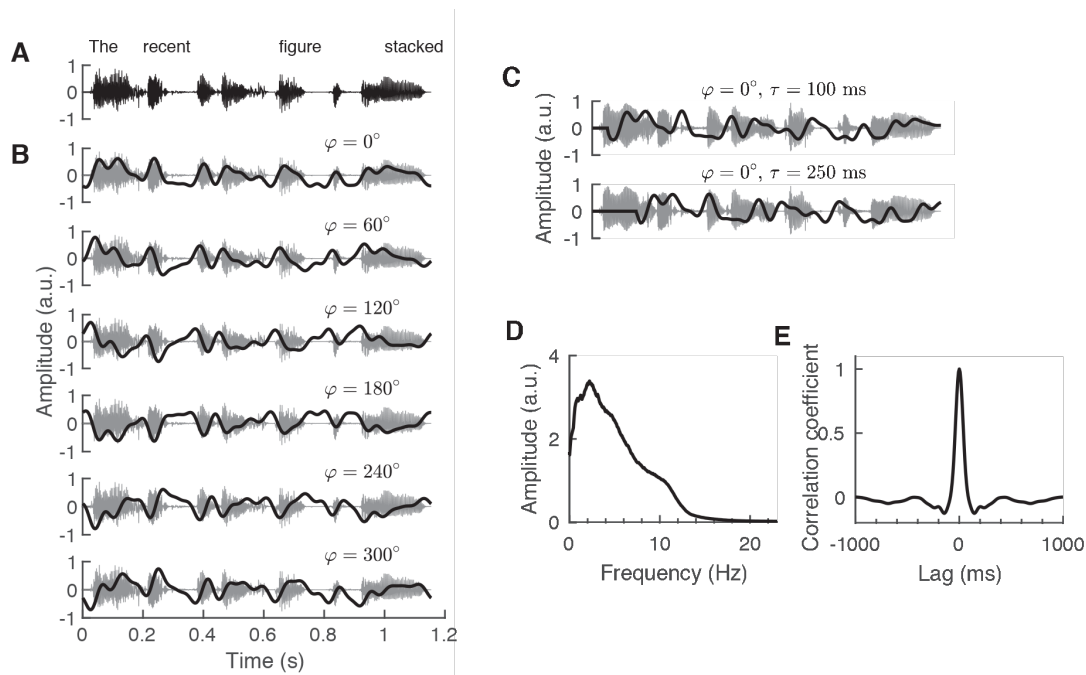 A
The recent figure stacked
1
0
-1
B
φ = 0°
1
0
-1
φ = 60°
1
0
-1
φ = 120°
1
0
-1
φ = 180°
1
0
-1
φ = 240°
1
0
-1
φ = 300°
1
0
-1
Amplitude (a.u.)
0 0.2 0.4 0.6 0.8 1 1.2
Time (s)
C
φ = 0°, τ = 100 ms
1
0
-1
φ = 0°, τ = 250 ms
1
0
-1
Amplitude (a.u.)
D
4
2
0
Amplitude (a.u.)
0 10 20
Frequency (Hz)
E
1
0.5
0
Correlation coefficient
-1000 0 1000
Lag (ms)